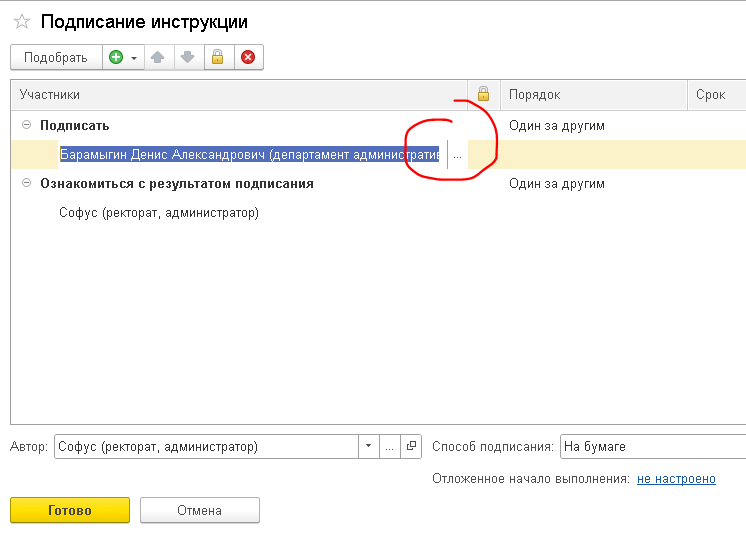 Подписание инструкции
Подобрать
Участники Порядок Срок
Подписать Один за другим
Барамыгин Денис Александрович (департамент административ ...
Ознакомиться с результатом подписания Один за другим
Софус (ректорат, администратор)
Автор: Софус (ректорат, администратор) ... Способ подписания: На бумаге
Отложенное начало выполнения: не настроено
Готово Отмена